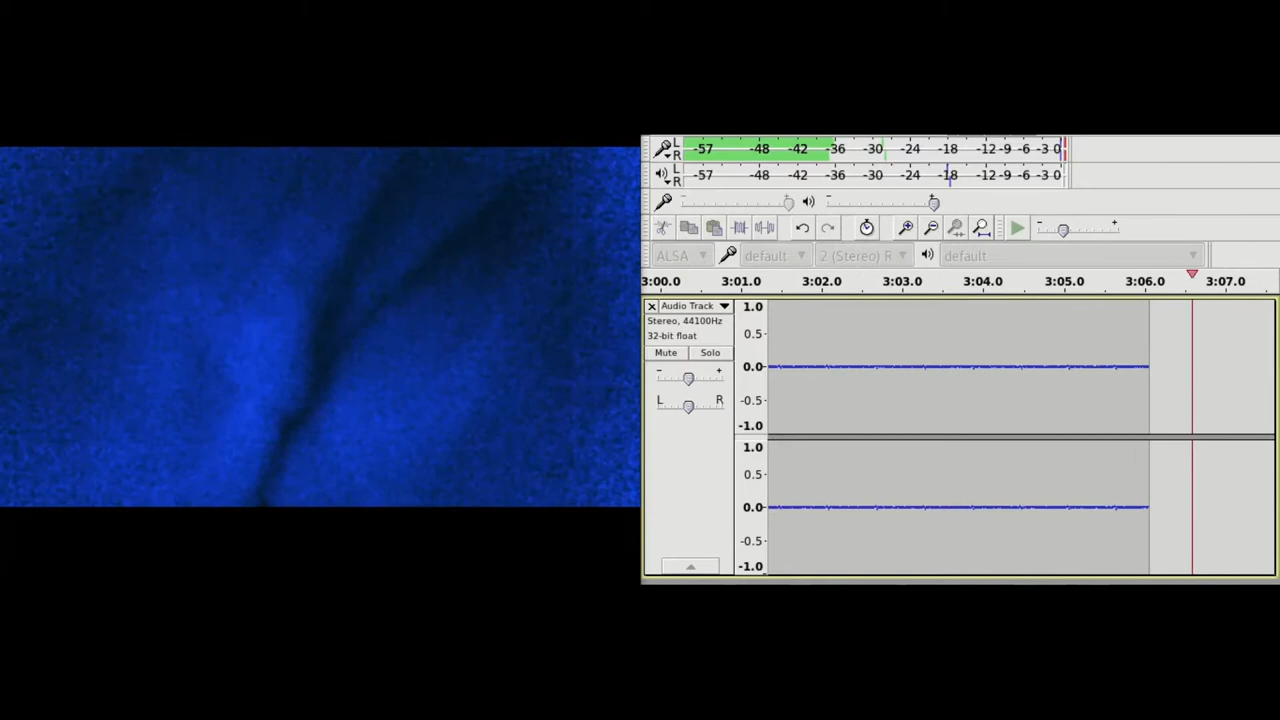 L
R
-57 -48 -42 -36 -30 -24 -18 -12 -9 -6 -3 0
L
R
-57 -48 -42 -36 -30 -24 -18 -12 -9 -6 -3 0
- + - +
- +
ALSA default 2 (Stereo) R default
3:00.0 3:01.0 3:02.0 3:03.0 3:04.0 3:05.0 3:06.0 3:07.0
Audio Track
Stereo, 44100Hz
32-bit float
Mute Solo
- +
L R
1.0
0.5-
0.0-
-0.5-
-1.0
1.0
0.5-
0.0-
-0.5-
-1.0